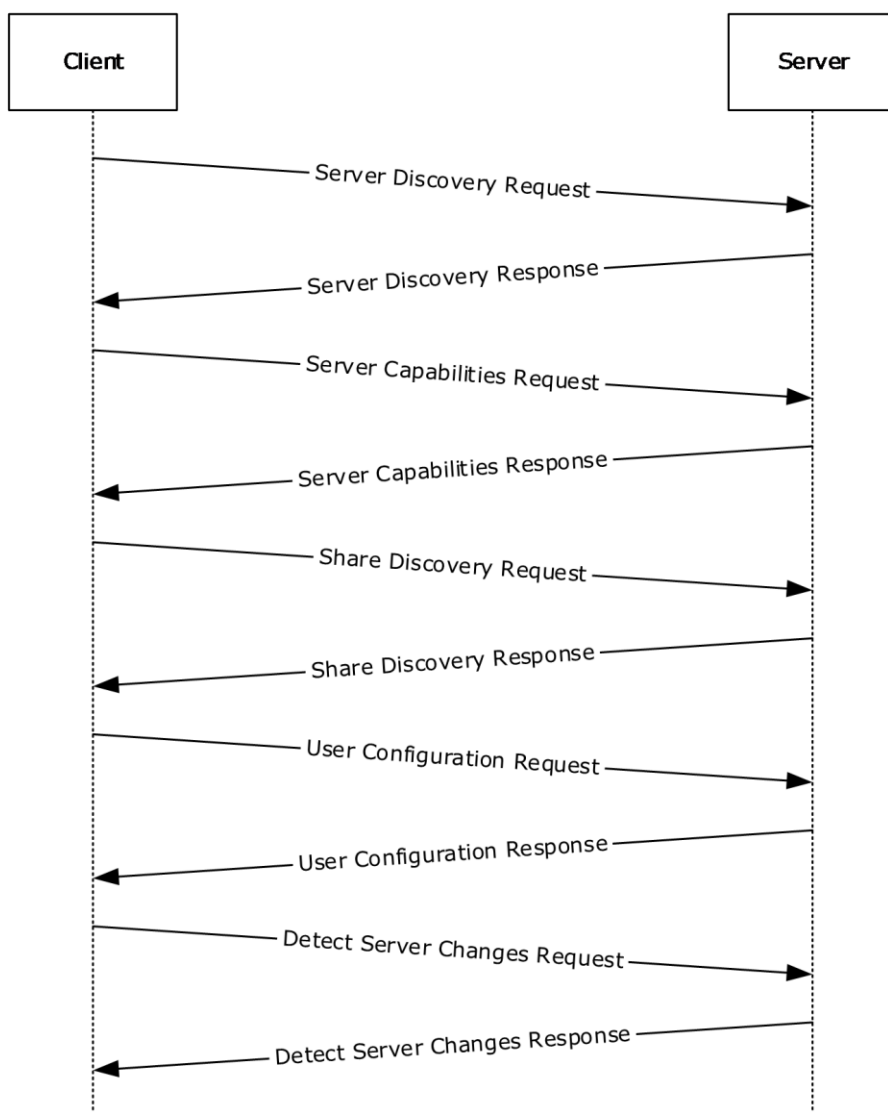 Client
Server
Server Discovery Request
Server Discovery Response
Server Capabilities Request
Server Capabilities Response
Share Discovery Request
Share Discovery Response
User Configuration Request
User Configuration Response
Detect Server Changes Request
Detect Server Changes Response